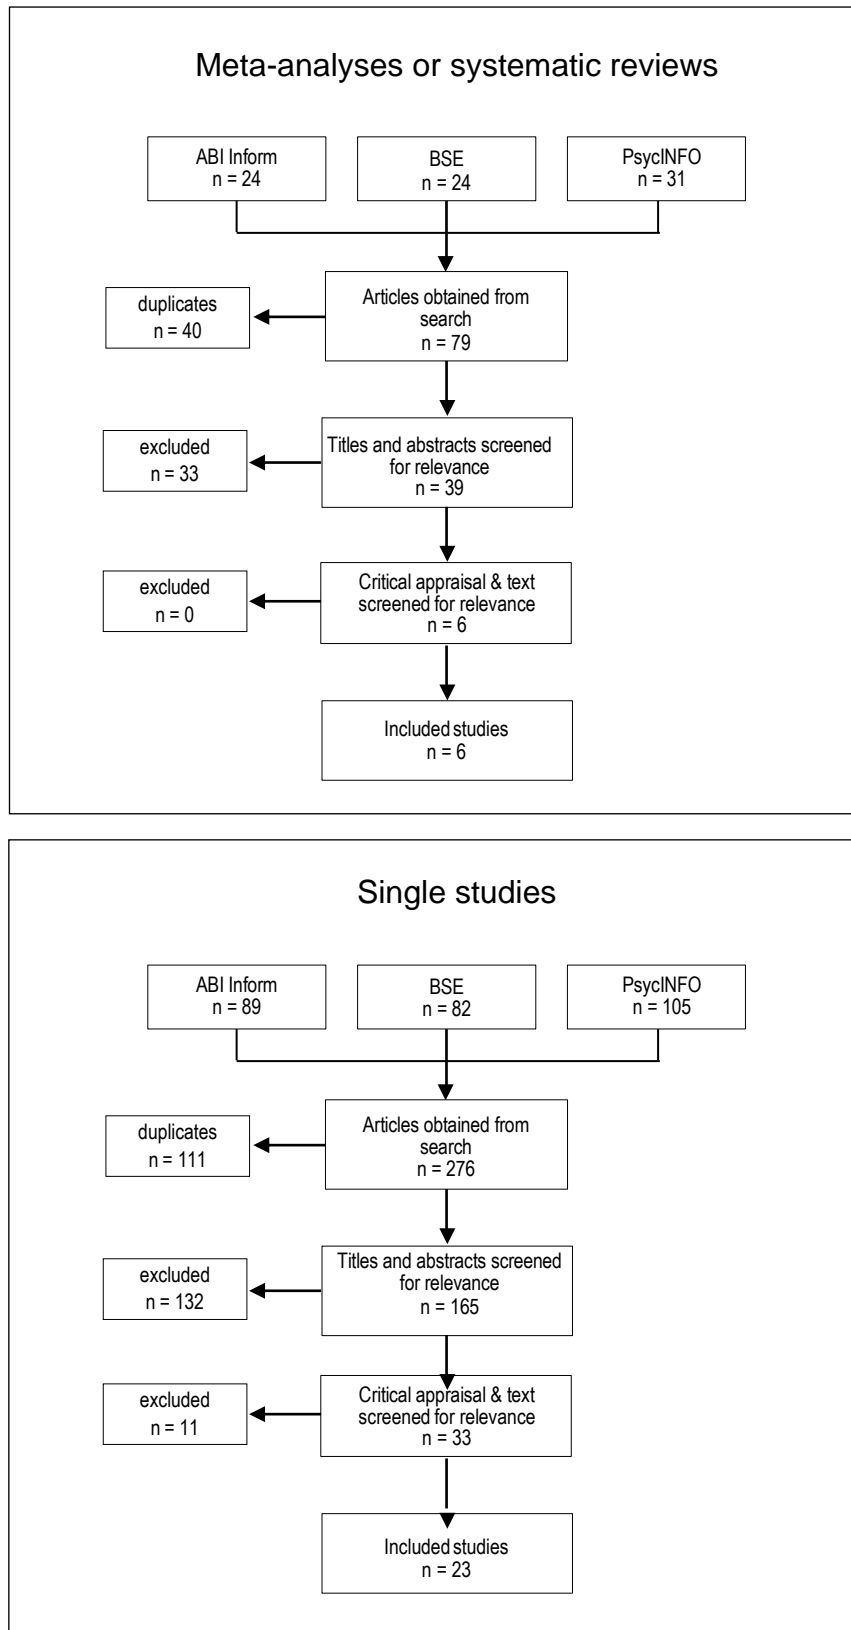 Meta-analyses or systematic reviews
ABI Inform
n = 24
BSE
n = 24
PsycINFO
n = 31
Articles obtained from
search
n = 79
duplicates
n = 40
Titles and abstracts screened
for relevance
n = 39
excluded
n = 33
Critical appraisal & text
screened for relevance
n = 6
excluded
n = 0
Included studies
n = 6
Single studies
ABI Inform
n = 89
BSE
n = 82
PsycINFO
n = 105
Articles obtained from
search
n = 276
duplicates
n = 111
Titles and abstracts screened
for relevance
n = 165
excluded
n = 132
Critical appraisal & text
screened for relevance
n = 33
excluded
n = 11
Included studies
n = 23